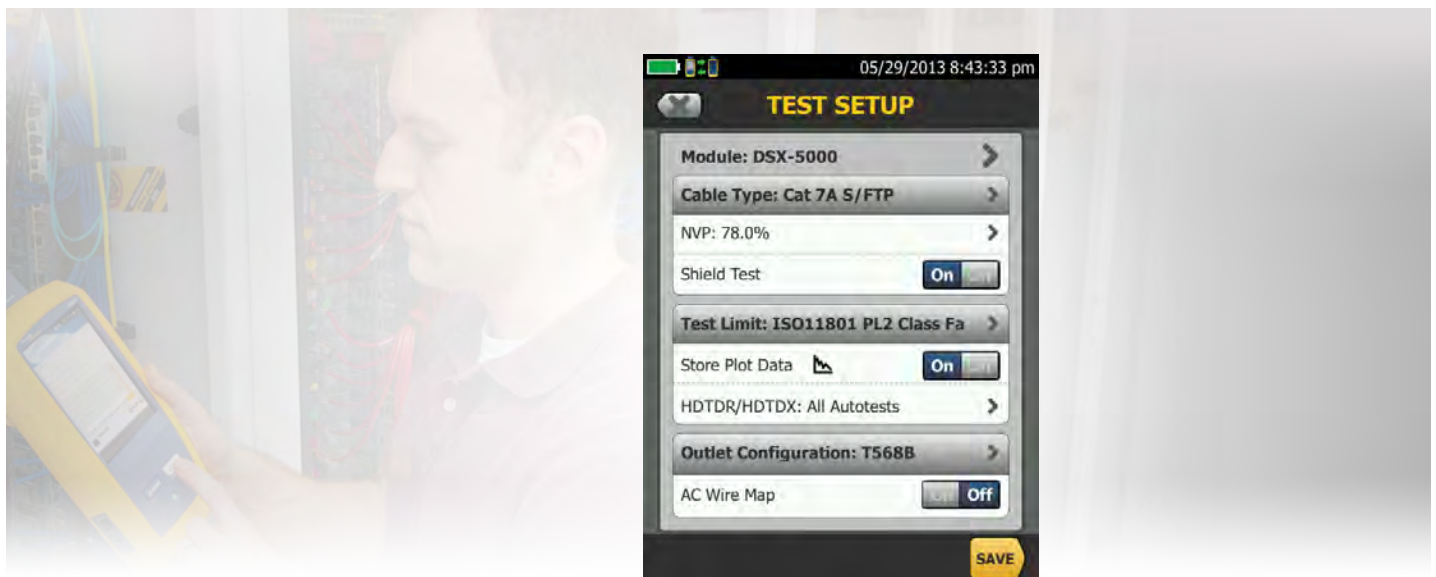 05/29/2013 8:43:33 pm
TEST SETUP
Module: DSX-5000
Cable Type: Cat 7A S/FTP
NVP: 78.0%
Shield Test On
Test Limit: ISO11801 PL2 Class Fa
Store Plot Data On
HDTDR/HDTDX: All Autotests
Outlet Configuration: T568B
AC Wire Map Off
SAVE